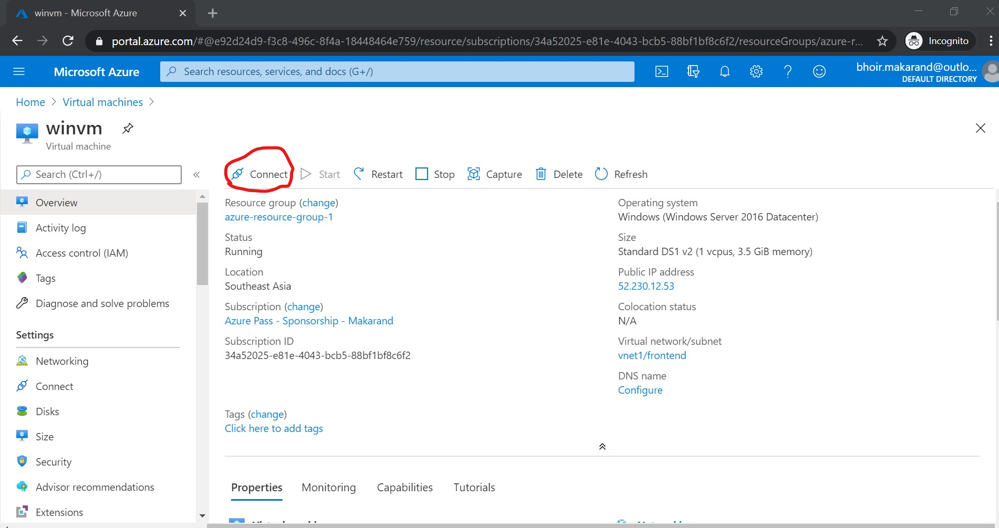 winvm - Microsoft Azure
portal.azure.com/#@e92d24d9-f3c8-496c-8f4a-18448464e759/resource/subscriptions/34a52025-e81e-4043-bcb5-88bf1bf8c6f2/resourceGroups/azure-r...
Incognito
Microsoft Azure
Search resources, services, and docs (G+/)
bhoir.makarand@outlo...
DEFAULT DIRECTORY
Home > Virtual machines >
winvm
Virtual machine
Search (Ctrl+/)
Connect Start Restart Stop Capture Delete Refresh
Overview
Activity log
Access control (IAM)
Tags
Diagnose and solve problems
Settings
Networking
Connect
Disks
Size
Security
Advisor recommendations
Extensions
Resource group (change)
azure-resource-group-1
Status
Running
Location
Southeast Asia
Subscription (change)
Azure Pass - Sponsorship - Makarand
Subscription ID
34a52025-e81e-4043-bcb5-88bf1bf8c6f2
Operating system
Windows (Windows Server 2016 Datacenter)
Size
Standard DS1 v2 (1 vcpus, 3.5 GiB memory)
Public IP address
52.230.12.53
Colocation status
N/A
Virtual network/subnet
vnet1/frontend
DNS name
Configure
Tags (change)
Click here to add tags
Properties Monitoring Capabilities Tutorials